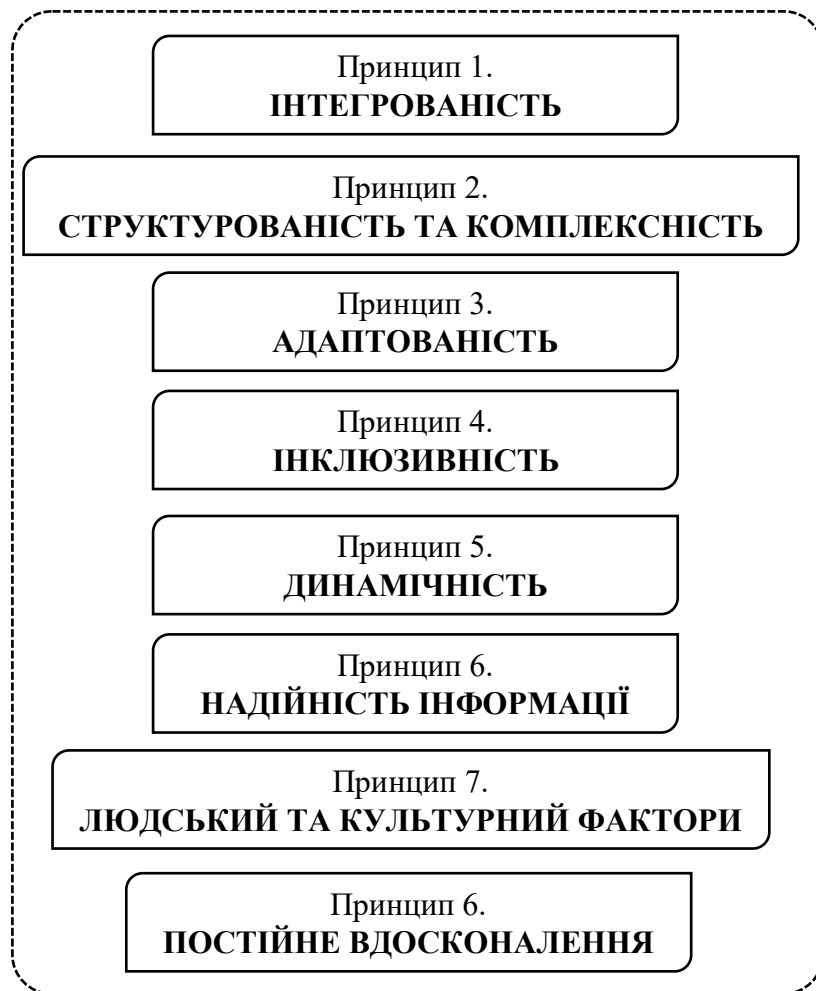 Принцип 1.
ІНТЕГРОВАНІСТЬ
Принцип 2.
СТРУКТУРОВАНІСТЬ ТА КОМПЛЕКСНІСТЬ
Принцип 3.
АДАПТОВАНІСТЬ
Принцип 4.
ІНКЛЮЗИВНІСТЬ
Принцип 5.
ДИНАМІЧНІСТЬ
Принцип 6.
НАДІЙНІСТЬ ІНФОРМАЦІЇ
Принцип 7.
ЛЮДСЬКИЙ ТА КУЛЬТУРНИЙ ФАКТОРИ
Принцип 6.
ПОСТІЙНЕ ВДОСКОНАЛЕННЯ